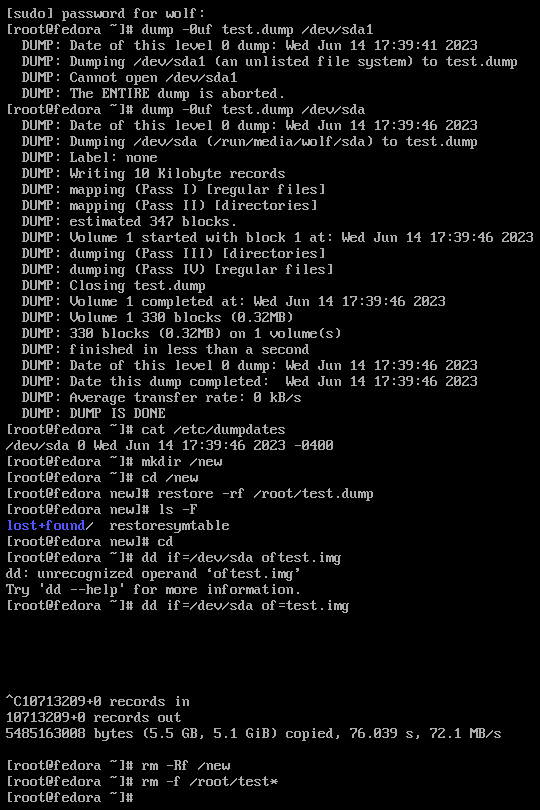 [sudo] password for wolf:
[root@fedora ~]# dump -0uf test.dump /dev/sda1
  DUMP: Date of this level 0 dump: Wed Jun 14 17:39:41 2023
  DUMP: Dumping /dev/sda1 (an unlisted file system) to test.dump
  DUMP: Cannot open /dev/sda1
  DUMP: The ENTIRE dump is aborted.
[root@fedora ~]# dump -0uf test.dump /dev/sda
  DUMP: Date of this level 0 dump: Wed Jun 14 17:39:46 2023
  DUMP: Dumping /dev/sda (/run/media/wolf/sda) to test.dump
  DUMP: Label: none
  DUMP: Writing 10 Kilobyte records
  DUMP: mapping (Pass I) [regular files]
  DUMP: mapping (Pass II) [directories]
  DUMP: estimated 347 blocks.
  DUMP: Volume 1 started with block 1 at: Wed Jun 14 17:39:46 2023
  DUMP: dumping (Pass III) [directories]
  DUMP: dumping (Pass IV) [regular files]
  DUMP: Closing test.dump
  DUMP: Volume 1 completed at: Wed Jun 14 17:39:46 2023
  DUMP: Volume 1 330 blocks (0.32MB)
  DUMP: 330 blocks (0.32MB) on 1 volume(s)
  DUMP: finished in less than a second
  DUMP: Date of this level 0 dump: Wed Jun 14 17:39:46 2023
  DUMP: Date this dump completed:  Wed Jun 14 17:39:46 2023
  DUMP: Average transfer rate: 0 kB/s
  DUMP: DUMP IS DONE
[root@fedora ~]# cat /etc/dumpdates
/dev/sda 0 Wed Jun 14 17:39:46 2023 -0400
[root@fedora ~]# mkdir /new
[root@fedora ~]# cd /new
[root@fedora new]# restore -rf /root/test.dump
[root@fedora new]# ls -F
lost+found/  restoresymtable
[root@fedora new]# cd
[root@fedora ~]# dd if=/dev/sda oftest.img
dd: unrecognized operand ‘oftest.img’
Try 'dd --help' for more information.
[root@fedora ~]# dd if=/dev/sda of=test.img
^C10713209+0 records in
10713209+0 records out
5485163008 bytes (5.5 GB, 5.1 GiB) copied, 76.039 s, 72.1 MB/s
[root@fedora ~]# rm -Rf /new
[root@fedora ~]# rm -f /root/test*
[root@fedora ~]#